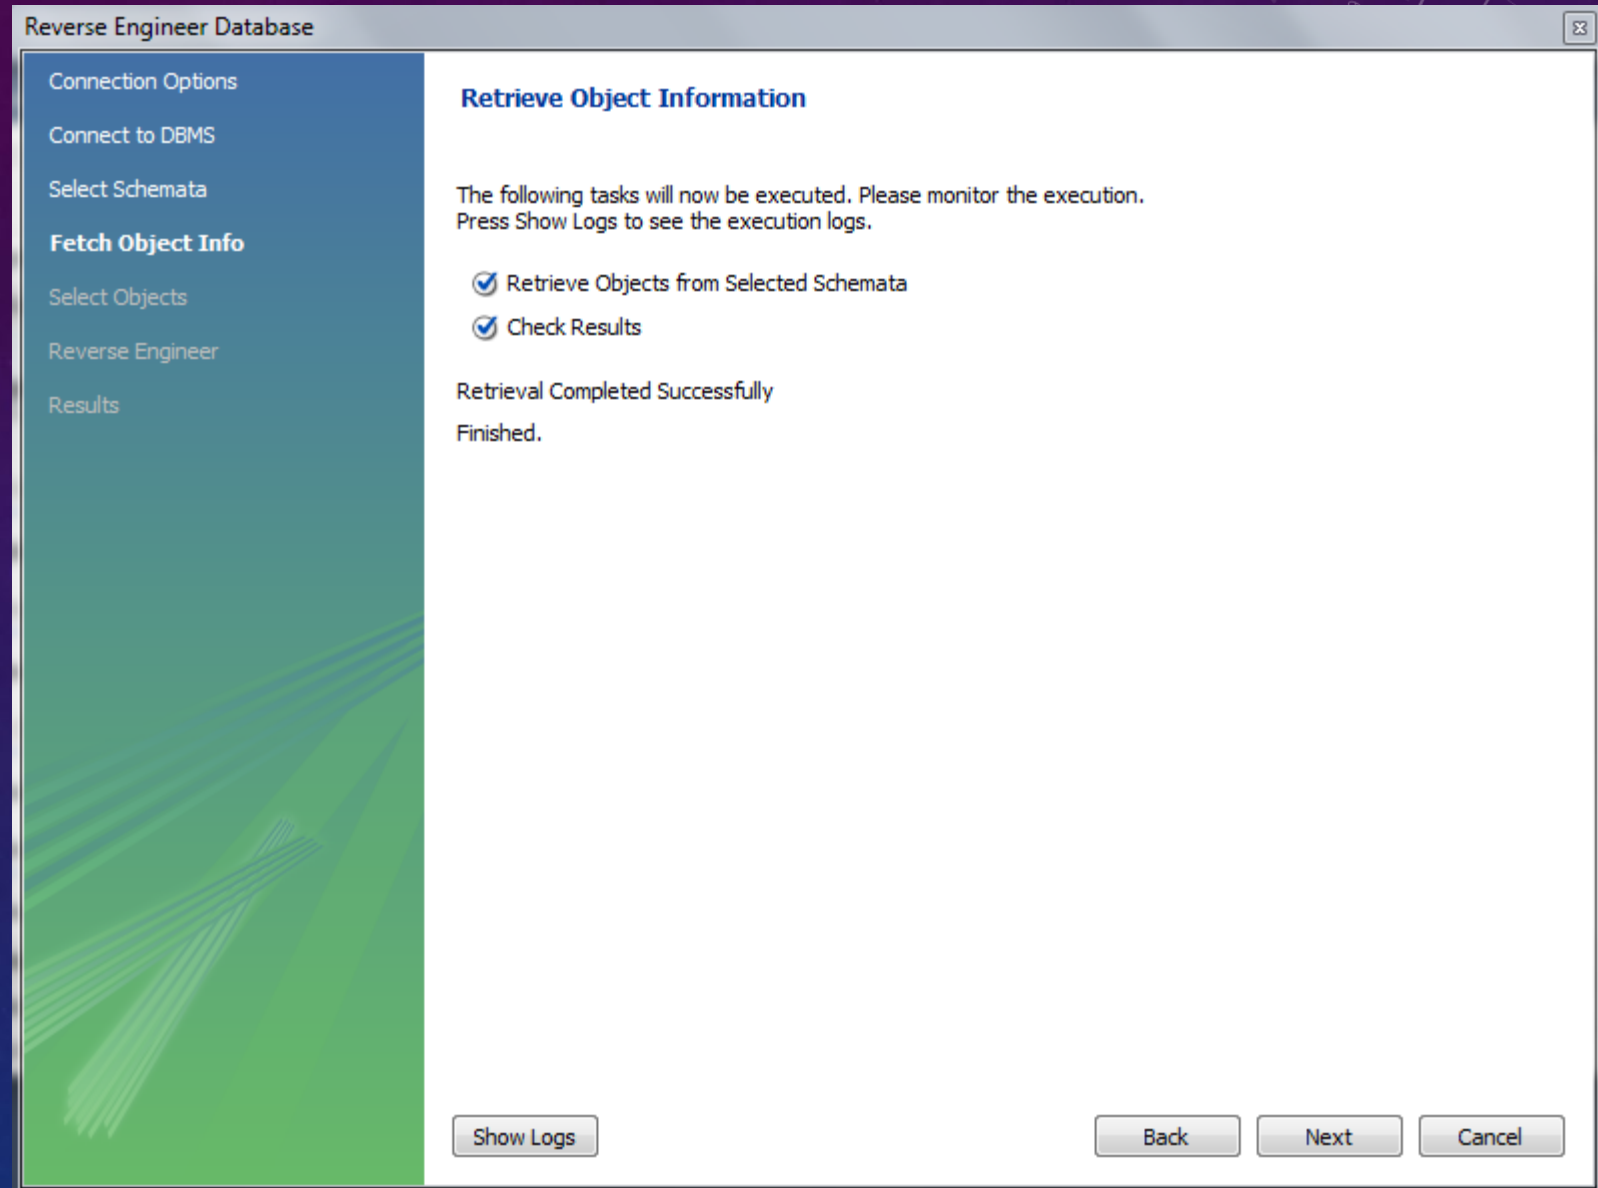 Reverse Engineer Database
Connection Options
Connect to DBMS
Select Schemata
Fetch Object Info
Select Objects
Reverse Engineer
Results
Retrieve Object Information
The following tasks will now be executed. Please monitor the execution.
Press Show Logs to see the execution logs.
Retrieve Objects from Selected Schemata
Check Results
Retrieval Completed Successfully
Finished.
Show Logs
Back
Next
Cancel